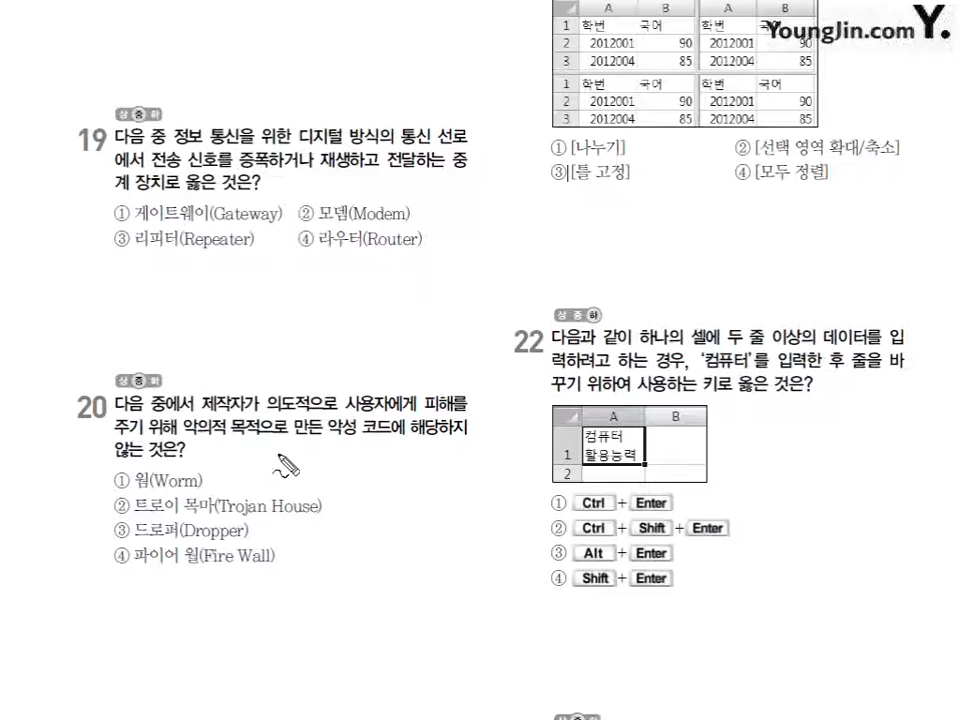 YoungJin.com Y.
상 중 하
19 다음 중 정보 통신을 위한 디지털 방식의 통신 선로
에서 전송 신호를 증폭하거나 재생하고 전달하는 중
계 장치로 옳은 것은?
① 게이트웨이(Gateway) ② 모뎀(Modem)
③ 리피터(Repeater) ④ 라우터(Router)
상 중 하
20 다음 중에서 제작자가 의도적으로 사용자에게 피해를
주기 위해 악의적 목적으로 만든 악성 코드에 해당하지
않는 것은?
① 웜(Worm)
② 트로이 목마(Trojan House)
③ 드로퍼(Dropper)
④ 파이어 월(Fire Wall)
A B A B
1 학번 국어 학번 국어
2 2012001 90 2012001 90
3 2012004 85 2012004 85
1 학번 국어 학번 국어
2 2012001 90 2012001 90
3 2012004 85 2012004 85
① [나누기] ② [선택 영역 확대/축소]
③ [틀 고정] ④ [모두 정렬]
상 중 하
22 다음과 같이 하나의 셀에 두 줄 이상의 데이터를 입
력하려고 하는 경우, ‘컴퓨터’를 입력한 후 줄을 바
꾸기 위하여 사용하는 키로 옳은 것은?
A B
컴퓨터
1 활용능력
2
① Ctrl + Enter
② Ctrl + Shift + Enter
③ Alt + Enter
④ Shift + Enter